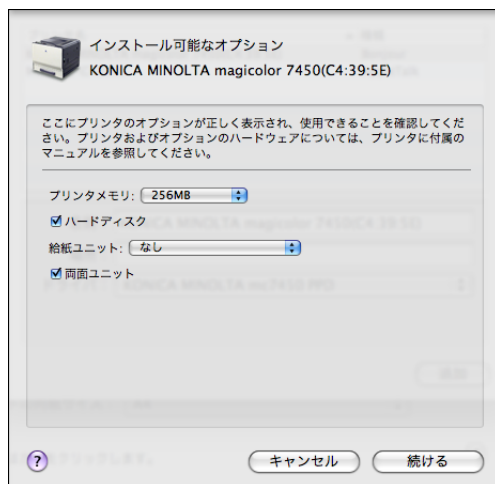 インストール可能なオプション
KONICA MINOLTA magicolor 7450(C4:39:5E)
ここにプリンタのオプションが正しく表示され、使用できることを確認してくだ
さい。プリンタおよびオプションのハードウェアについては、プリンタに付属の
マニュアルを参照してください。
プリンタメモリ: 256MB
ハードディスク
給紙ユニット: なし
両面ユニット
? キャンセル 続ける